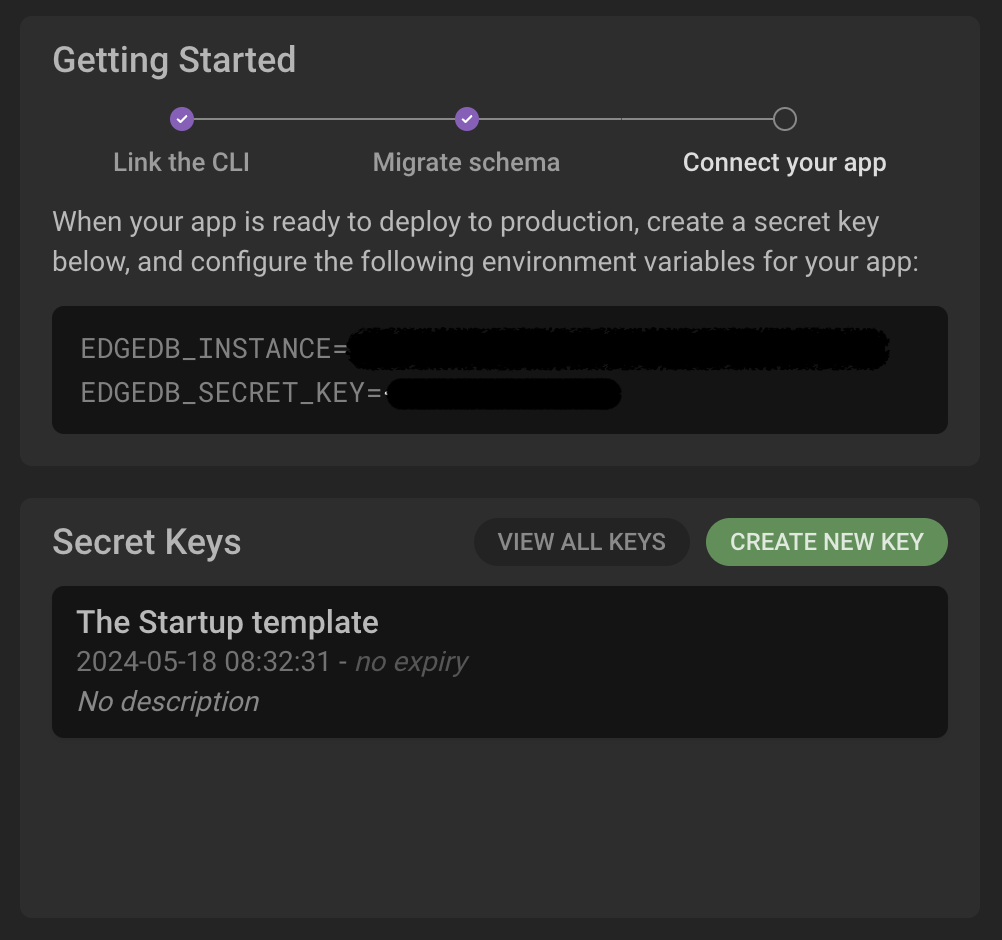 Getting Started
Link the CLI
Migrate schema
Connect your app
When your app is ready to deploy to production, create a secret key
below, and configure the following environment variables for your app:
EDGEDB_INSTANCE=
EDGEDB_SECRET_KEY=
Secret Keys
VIEW ALL KEYS
CREATE NEW KEY
The Startup template
2024-05-18 08:32:31 - no expiry
No description